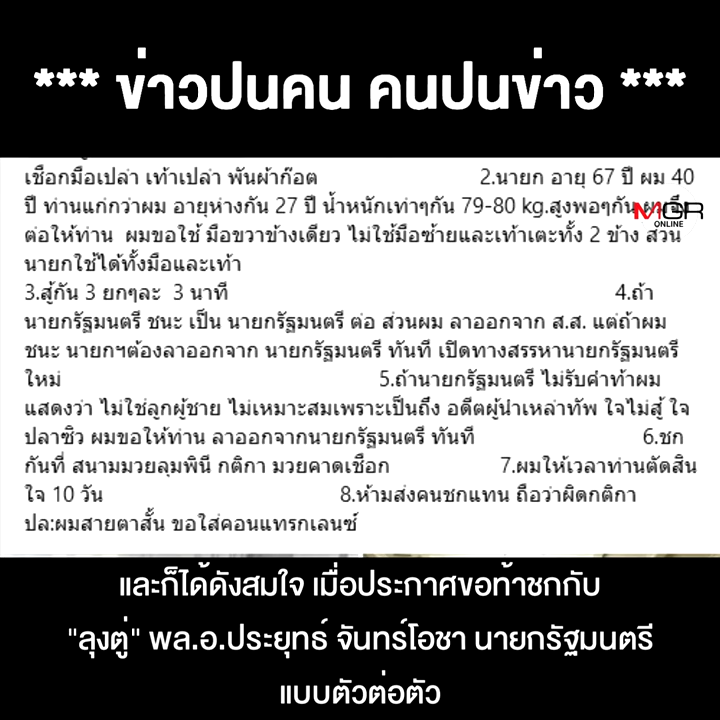 *** ข่าวปนคน คนปนข่าว ***
เชือกมือเปล่า เท้าเปล่า พันผ้าก๊อต 2.นายก อายุ 67 ปี ผม 40
ปี ท่านแก่กว่าผม อายุห่างกัน 27 ปี น้ำหนักเท่าๆกัน 79-80 kg.สูงพอๆกัน
MGR
ONLINE
ต่อให้ท่าน ผมขอใช้ มือขวาข้างเดียว ไม่ใช้มือซ้ายและเท้าเตะทั้ง 2 ข้าง ส่วน
นายกใช้ได้ทั้งมือและเท้า
3.สู้กัน 3 ยกๆละ 3 นาที 4.ถ้า
นายกรัฐมนตรี ชนะ เป็น นายกรัฐมนตรี ต่อ ส่วนผม ลาออกจาก ส.ส. แต่ถ้าผม
ชนะ นายกฯต้องลาออกจาก นายกรัฐมนตรี ทันที เปิดทางสรรหานายกรัฐมนตรี
ใหม่ 5.ถ้านายกรัฐมนตรี ไม่รับคำท้าผม
แสดงว่า ไม่ใช่ลูกผู้ชาย ไม่เหมาะสมเพราะเป็นถึง อดีตผู้นำเหล่าทัพ ใจไม่สู้ ใจ
ปลาซิว ผมขอให้ท่าน ลาออกจากนายกรัฐมนตรี ทันที 6.ชก
กันที่ สนามมวยลุมพินี กติกา มวยคาดเชือก 7.ผมให้เวลาท่านตัดสิน
ใจ 10 วัน 8.ห้ามส่งคนชกแทน ถือว่าผิดกติกา
ปล:ผมสายตาสั้น ขอใส่คอนแทรกเลนซ์
และก็ได้ดังสมใจ เมื่อประกาศขอท้าชกกับ
"ลุงตู่" พล.อ.ประยุทธ์ จันทร์โอชา นายกรัฐมนตรี
แบบตัวต่อตัว